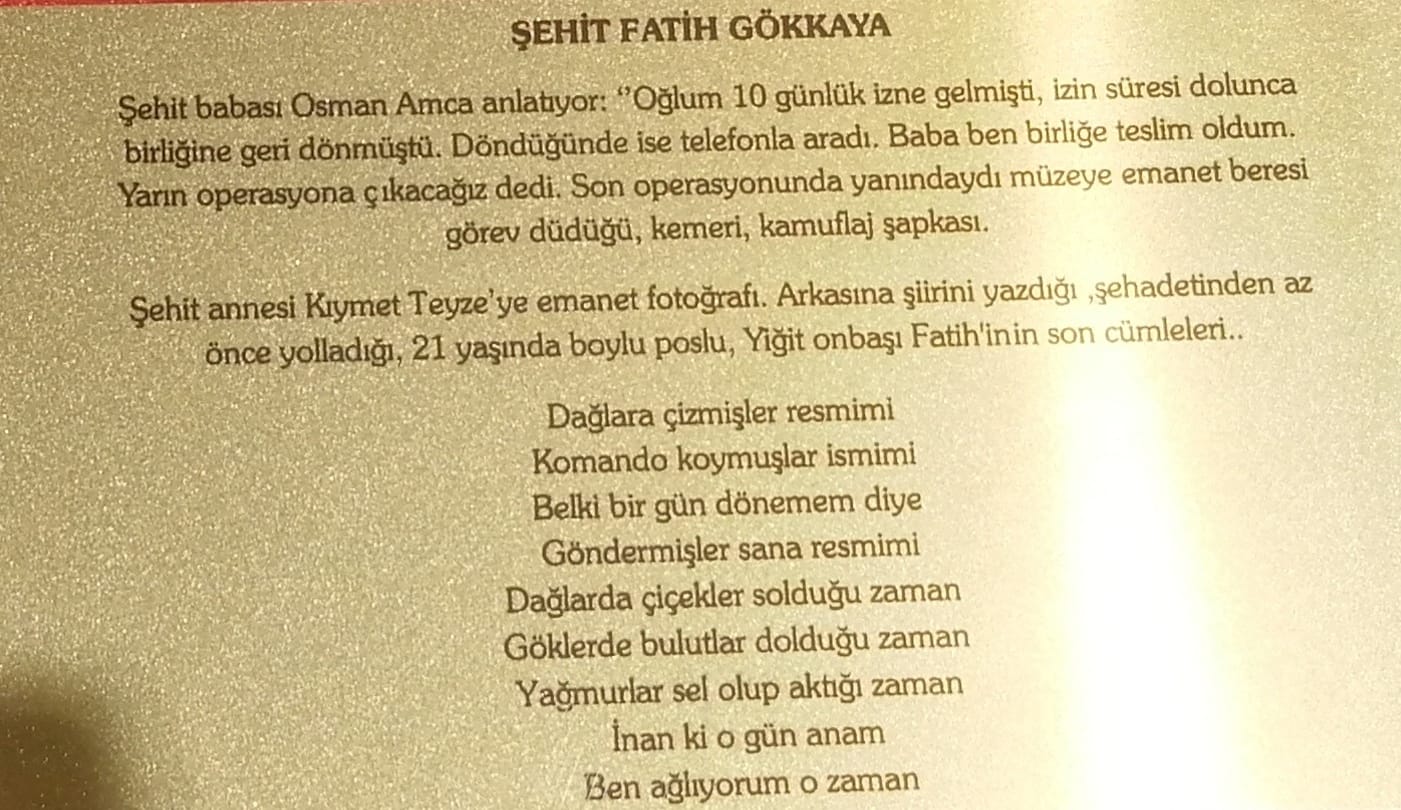 ŞEHİT FATİH GÖKKAYA
Şehit babası Osman Amca anlatıyor: ‘’Oğlum 10 günlük izne gelmişti, izin süresi dolunca
birliğine geri dönmüştü. Döndüğünde ise telefonla aradı. Baba ben birliğe teslim oldum.
Yarın operasyona çıkacağız dedi. Son operasyonunda yanındaydı müzeye emanet beresi
görev düdüğü, kemeri, kamuflaj şapkası.
Şehit annesi Kıymet Teyze’ye emanet fotoğrafı. Arkasına şiirini yazdığı ,şehadetinden az
önce yolladığı, 21 yaşında boylu poslu, Yiğit onbaşı Fatih'inin son cümleleri..
Dağlara çizmişler resmimi
Komando koymuşlar ismimi
Belki bir gün dönemem diye
Göndermişler sana resmimi
Dağlarda çiçekler solduğu zaman
Göklerde bulutlar dolduğu zaman
Yağmurlar sel olup aktığı zaman
İnan ki o gün anam
Ben ağlıyorum o zaman